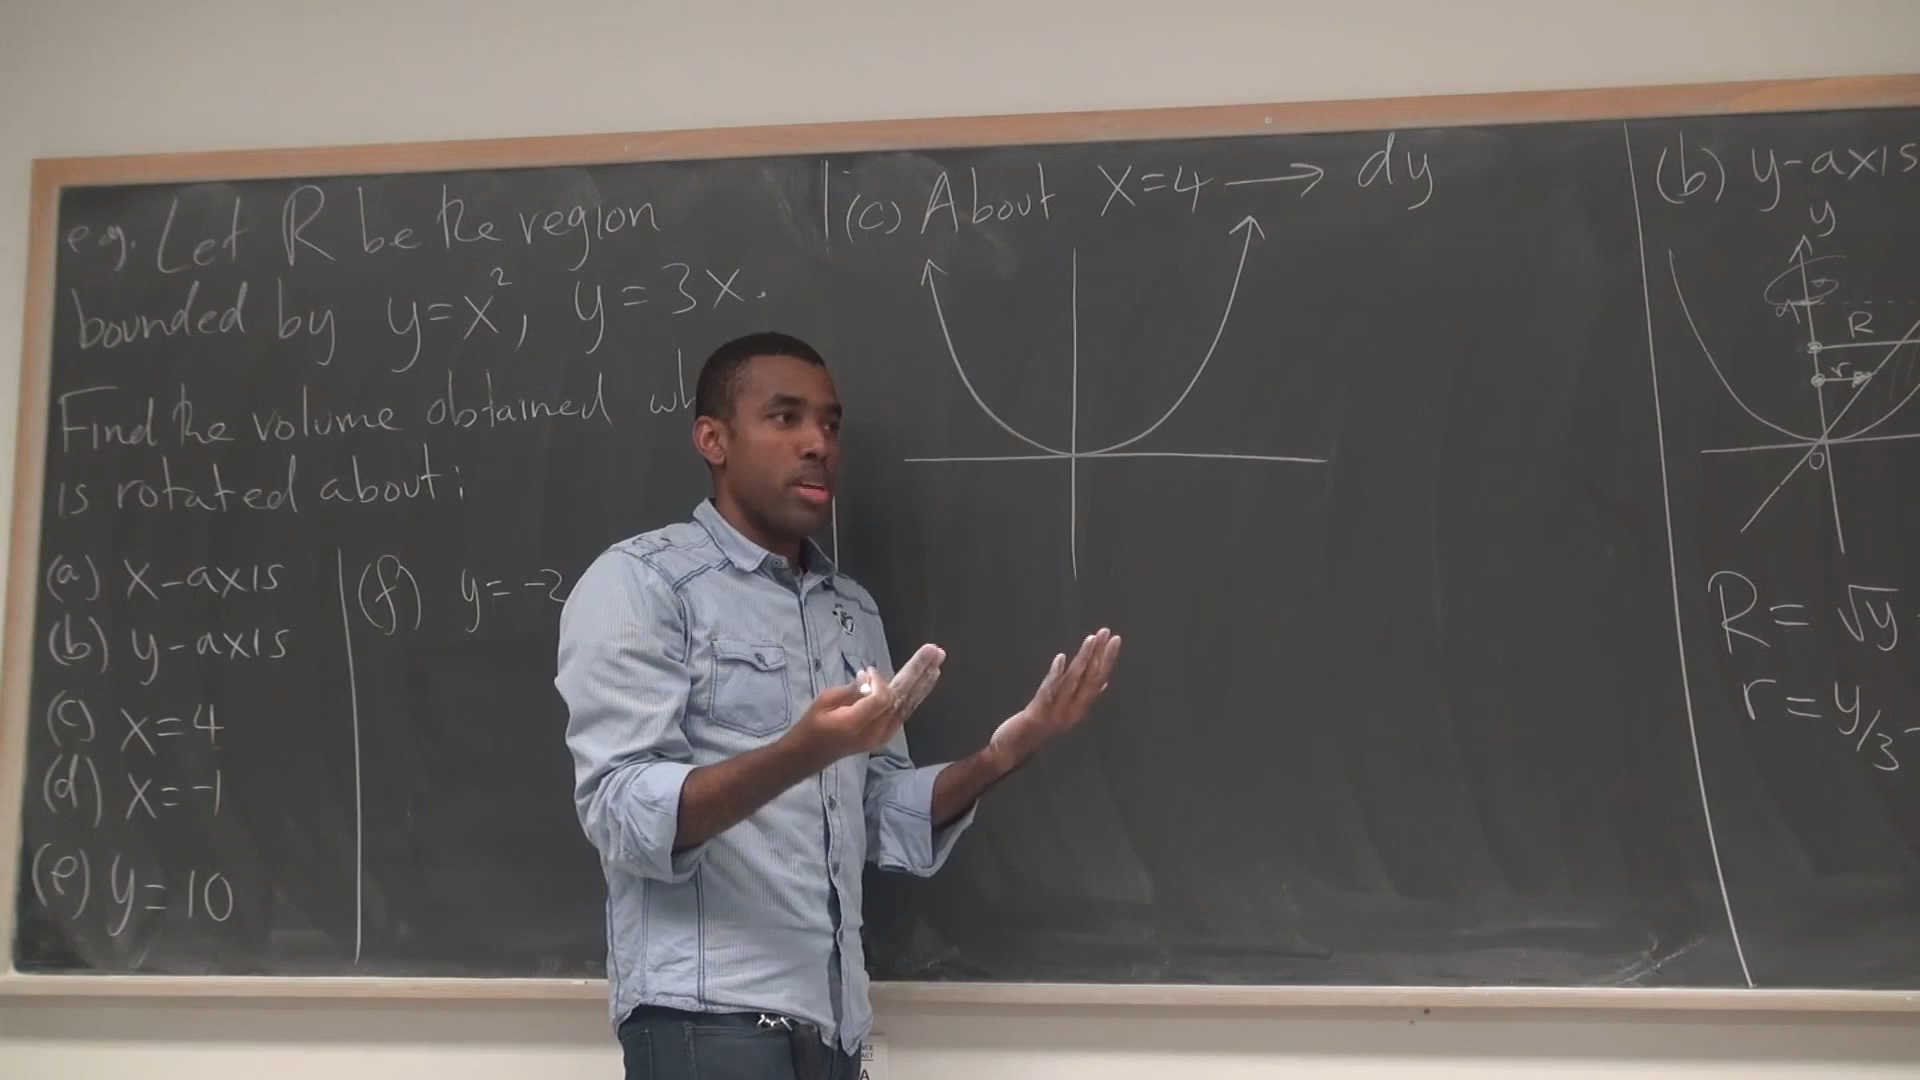 e.g. Let R be the region
bounded by y=x², y=3x.
Find the volume obtained
is rotated about:
(a) x-axis
(b) y-axis
(c) x=4
(d) x=-1
(e) y=10
(f) y=-2
(c) About x=4 → dy
(b) y-axis
y
R
r
0
R= √y
r=y/3